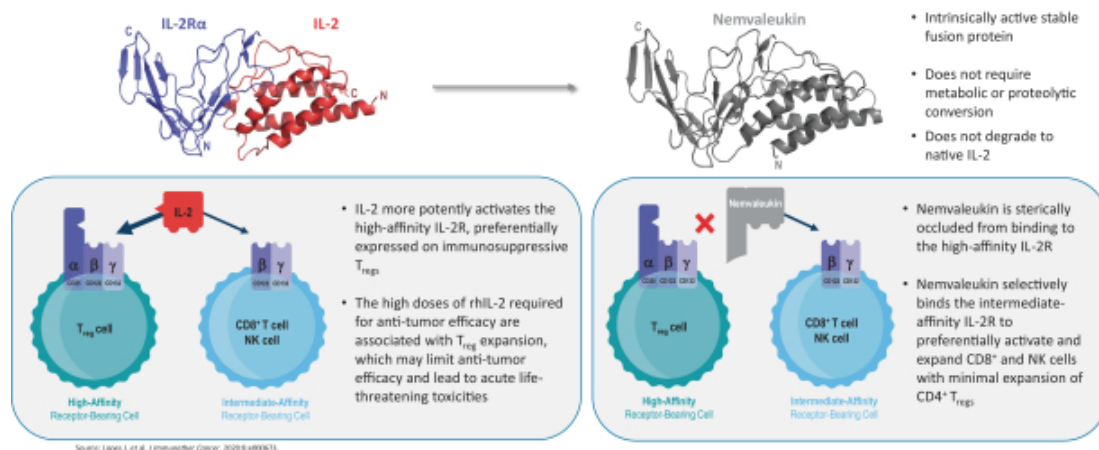 IL-2Rα
IL-2
C
C
N
N
Nemvaleukin
C
N
C
N
• Intrinsically active stable
fusion protein
• Does not require
metabolic or proteolytic
conversion
• Does not degrade to
native IL-2
IL-2
α
β
γ
β
γ
Treg cell
CD8+ T cell
NK cell
High-Affinity
Receptor-Bearing Cell
Intermediate-Affinity
Receptor-Bearing Cell
• IL-2 more potently activates the
high-affinity IL-2R, preferentially
expressed on immunosuppressive
Tregs
• The high doses of rhIL-2 required
for anti-tumor efficacy are
associated with Treg expansion,
which may limit anti-tumor
efficacy and lead to acute life-
threatening toxicities
Nemvaleukin
α
β
γ
β
γ
Treg cell
CD8+ T cell
NK cell
High-Affinity
Receptor-Bearing Cell
Intermediate-Affinity
Receptor-Bearing Cell
• Nemvaleukin is sterically
occluded from binding to
the high-affinity IL-2R
• Nemvaleukin selectively
binds the intermediate-
affinity IL-2R to
preferentially activate and
expand CD8+ and NK cells
with minimal expansion of
CD4+ Tregs